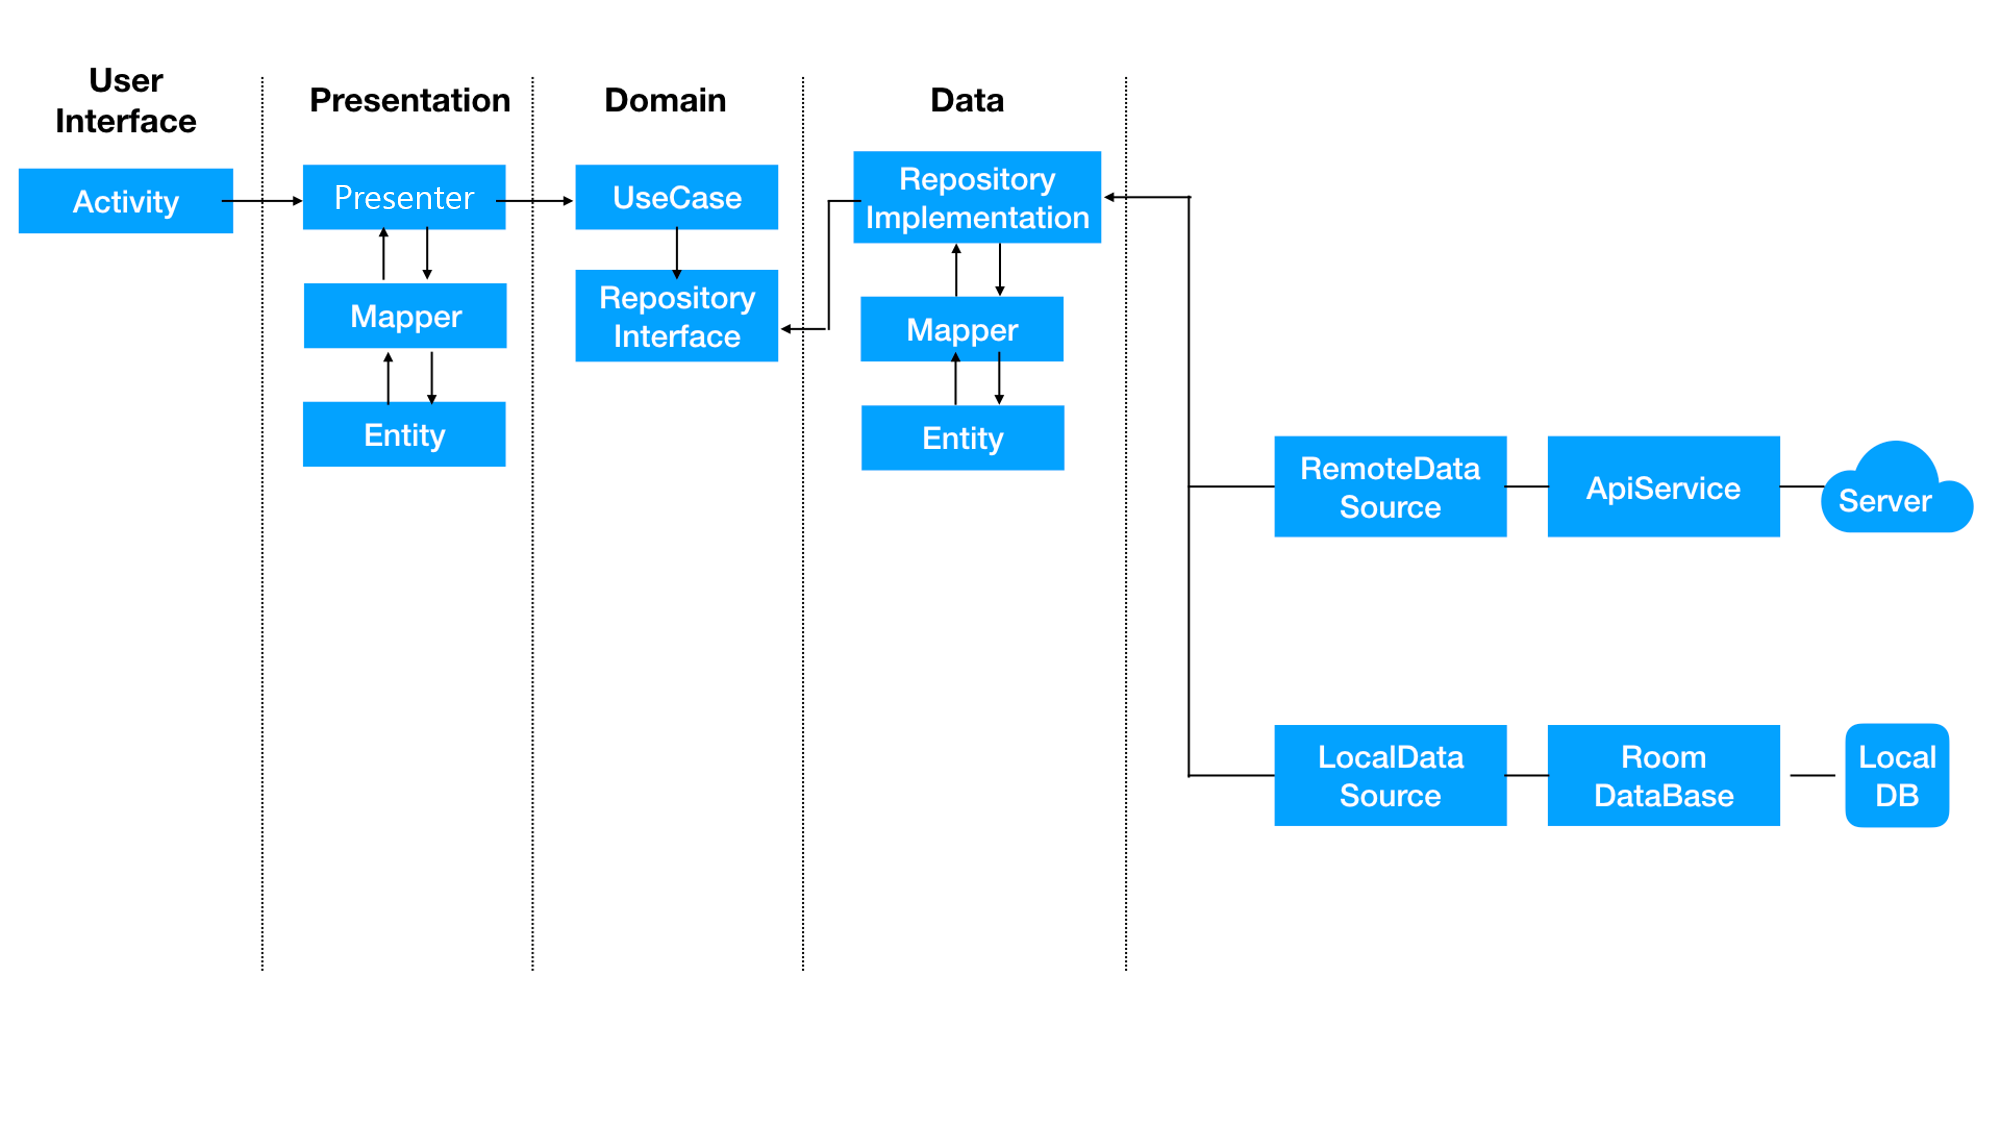 User
Interface
Presentation
Domain
Data
Activity
Presenter
UseCase
Repository
Implementation
Mapper
Repository
Interface
Mapper
Entity
Entity
RemoteData
Source
ApiService
Server
LocalData
Source
Room
DataBase
Local
DB